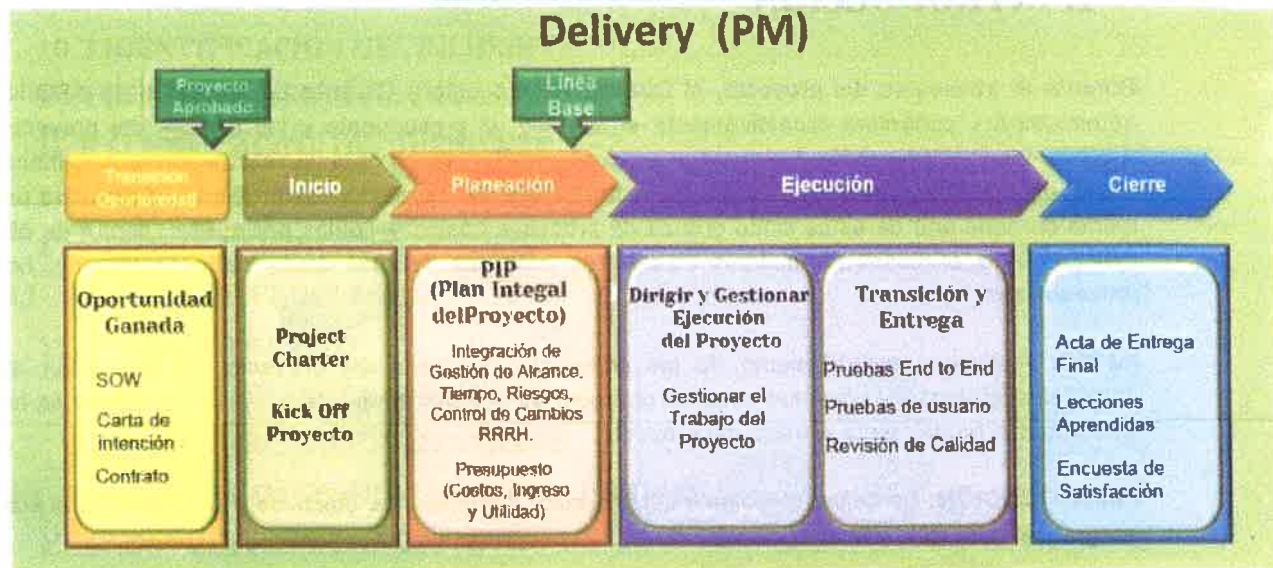 Delivery (PM)
Proyecto
Aprobado
Línea
Base
Transición
Oportunidad
Inicio
Planeación
Ejecución
Cierre
Oportunidad
Ganada
SOW
Carta de
intención
Contrato
Project
Charter
Kick Off
Proyecto
PIP
(Plan Integal
delProyecto)
Integración de
Gestión de Alcance,
Tiempo, Riesgos,
Control de Cambios
RRRH.
Presupuesto
(Costos, Ingreso
y Utilidad)
Dirigir y Gestionar
Ejecución
del Proyecto
Gestionar el
Trabajo del
Proyecto
Transición y
Entrega
Pruebas End to End
Pruebas de usuario
Revisión de Calidad
Acta de Entrega
Final
Lecciones
Aprendidas
Encuesta de
Satisfacción